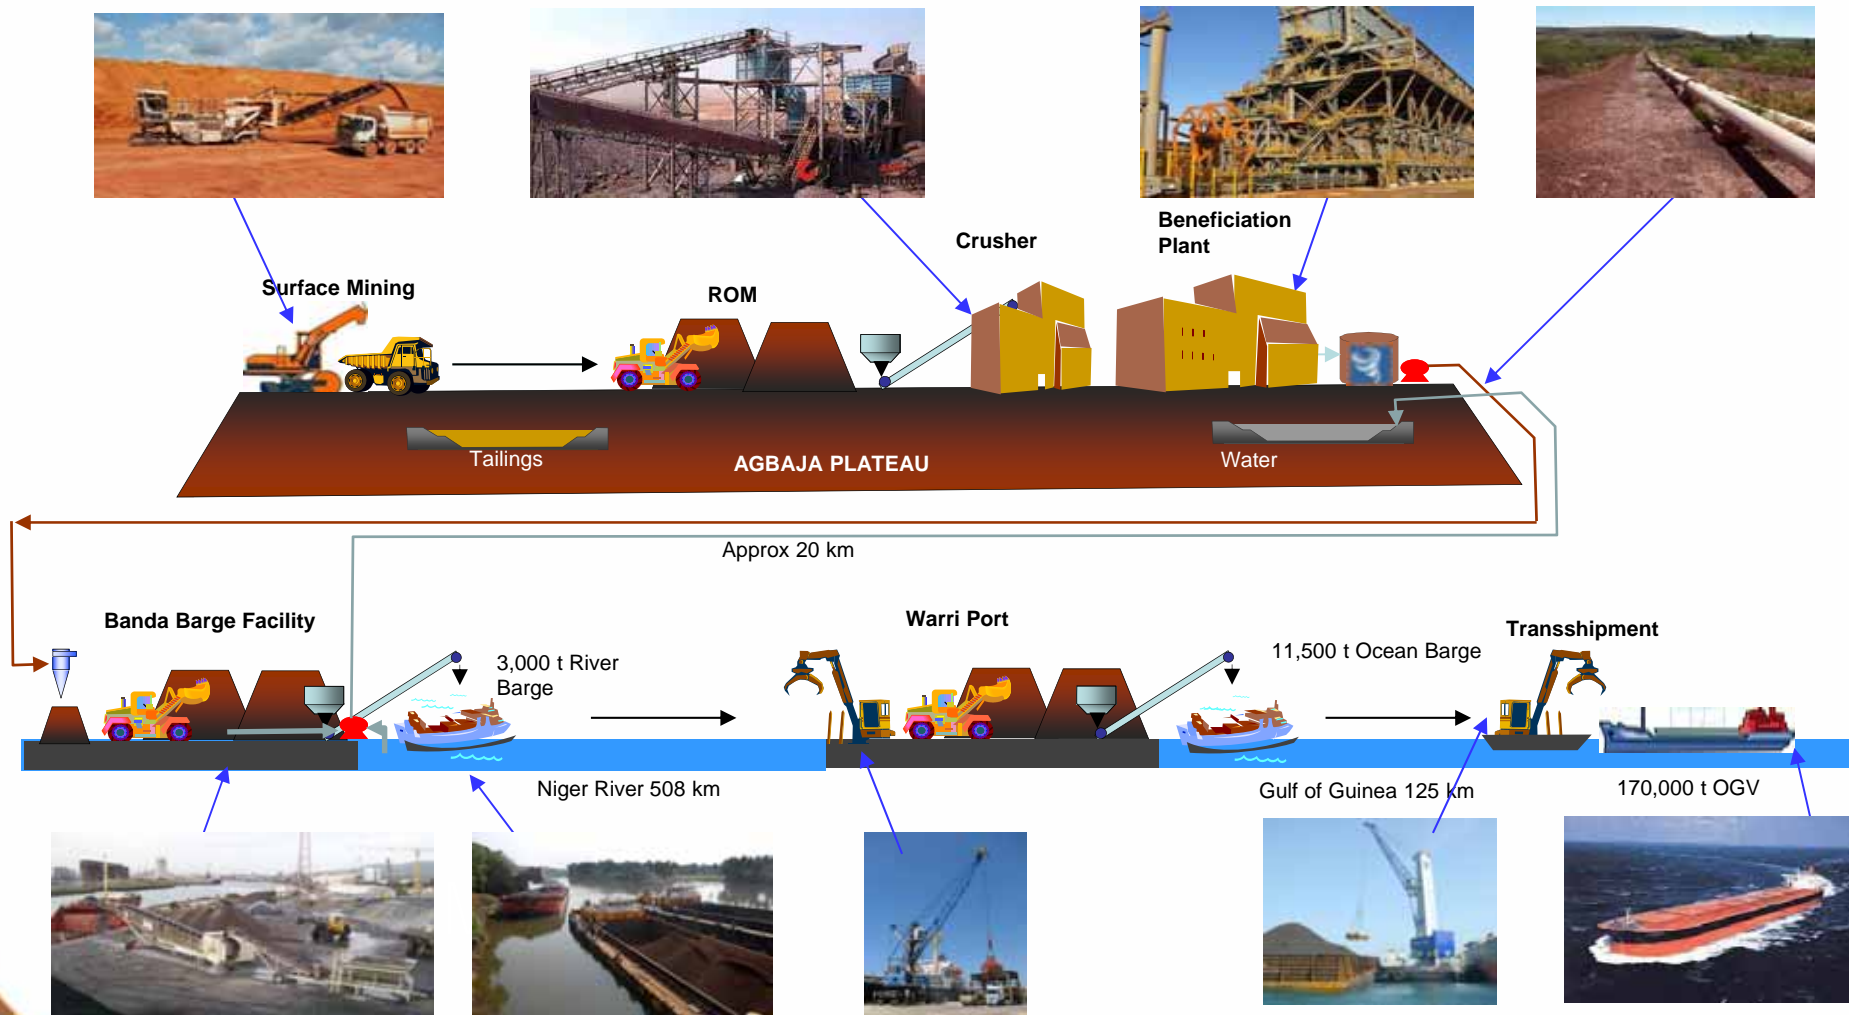 Beneficiation
Plant
Crusher
Surface Mining
ROM
Tailings
AGBAJA PLATEAU
Water
Approx 20 km
Banda Barge Facility
3,000 t River
Barge
Warri Port
11,500 t Ocean Barge
Transshipment
Niger River 508 km
Gulf of Guinea 125 km
170,000 t OGV